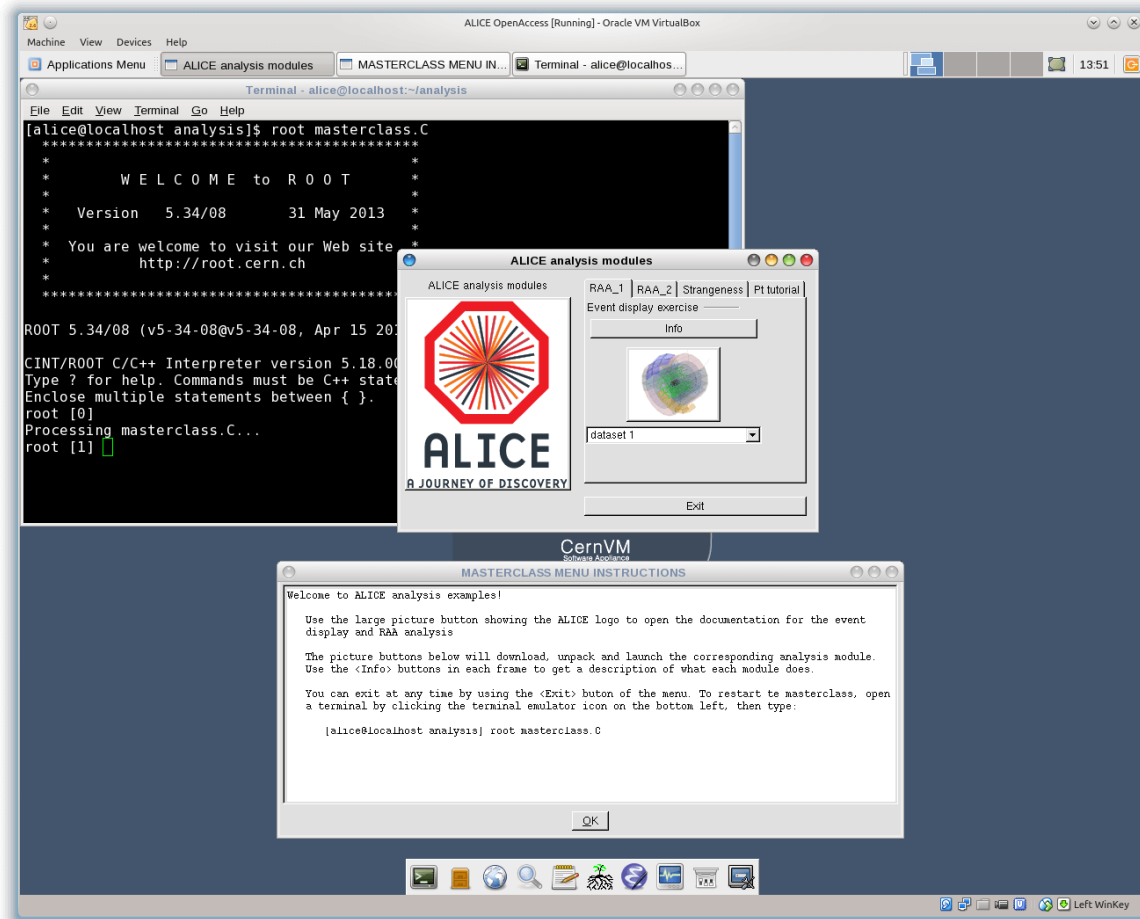 ALICE OpenAccess [Running] - Oracle VM VirtualBox
Machine View Devices Help
Applications Menu ALICE analysis modules MASTERCLASS MENU IN... Terminal - alice@localhos... 13:51
Terminal - alice@localhost:~/analysis
File Edit View Terminal Go Help
[alice@localhost analysis]$ root masterclass.C
*******************************************
* *
* W E L C O M E to R O O T *
* *
* Version 5.34/08 31 May 2013 *
* *
* You are welcome to visit our Web site *
* http://root.cern.ch
*
ROOT 5.34/08 (v5-34-08@v5-34-08, Apr 15 201
CINT/ROOT C/C++ Interpreter version 5.18.00
Type ? for help. Commands must be C++ state
Enclose multiple statements between { }.
root [0]
Processing masterclass.C...
root [1]
ALICE analysis modules
ALICE analysis modules
ALICE
A JOURNEY OF DISCOVERY
RAA_1 RAA_2 Strangeness Pt tutorial
Event display exercise
Info
dataset 1
Exit
CernVM
Software Appliance
MASTERCLASS MENU INSTRUCTIONS
Welcome to ALICE analysis examples!
Use the large picture button showing the ALICE logo to open the documentation for the event
display and RAA analysis
The picture buttons below will download, unpack and launch the corresponding analysis module.
Use the <Info> buttons in each frame to get a description of what each module does.
You can exit at any time by using the <Exit> buton of the menu. To restart te masterclass, open
a terminal by clicking the terminal emulator icon on the bottom left, then type:
[alice@localhost analysis] root masterclass.C
OK
Left WinKey